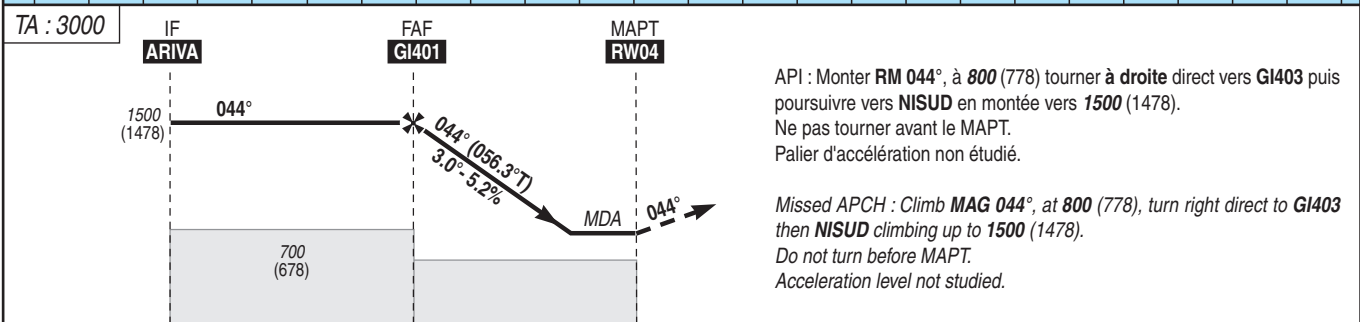 TA : 3000
IF
ARIVA
FAF
GI401
MAPT
RW04
1500
(1478)
044°
044° (056.3°T)
3.0° - 5.2%
MDA
044°
700
(678)
API : Monter RM 044°, à 800 (778) tourner à droite direct vers GI403 puis
poursuivre vers NISUD en montée vers 1500 (1478).
Ne pas tourner avant le MAPT.
Palier d'accélération non étudié.
Missed APCH : Climb MAG 044°, at 800 (778), turn right direct to GI403
then NISUD climbing up to 1500 (1478).
Do not turn before MAPT.
Acceleration level not studied.